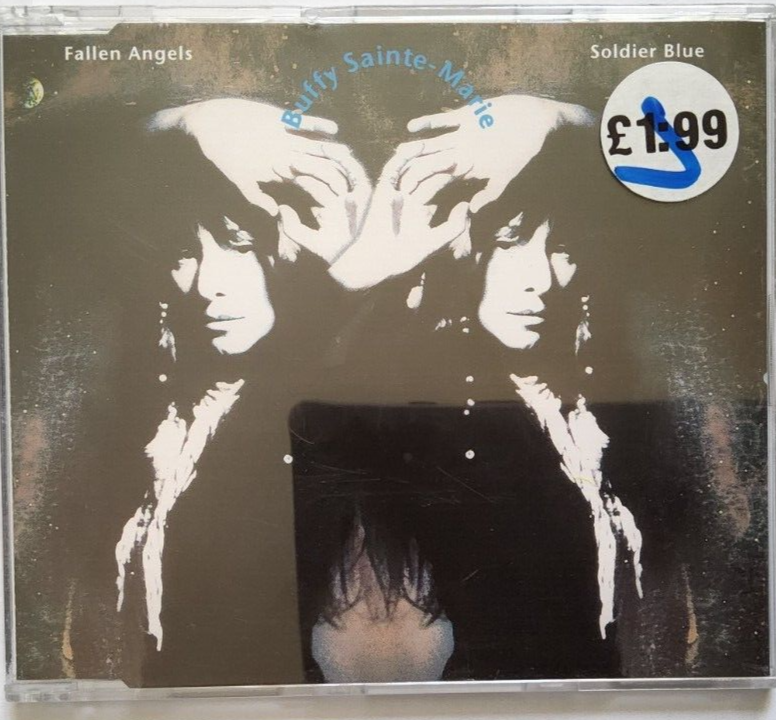 Fallen Angels
Buffy Sainte-Marie
Soldier Blue
£1:99